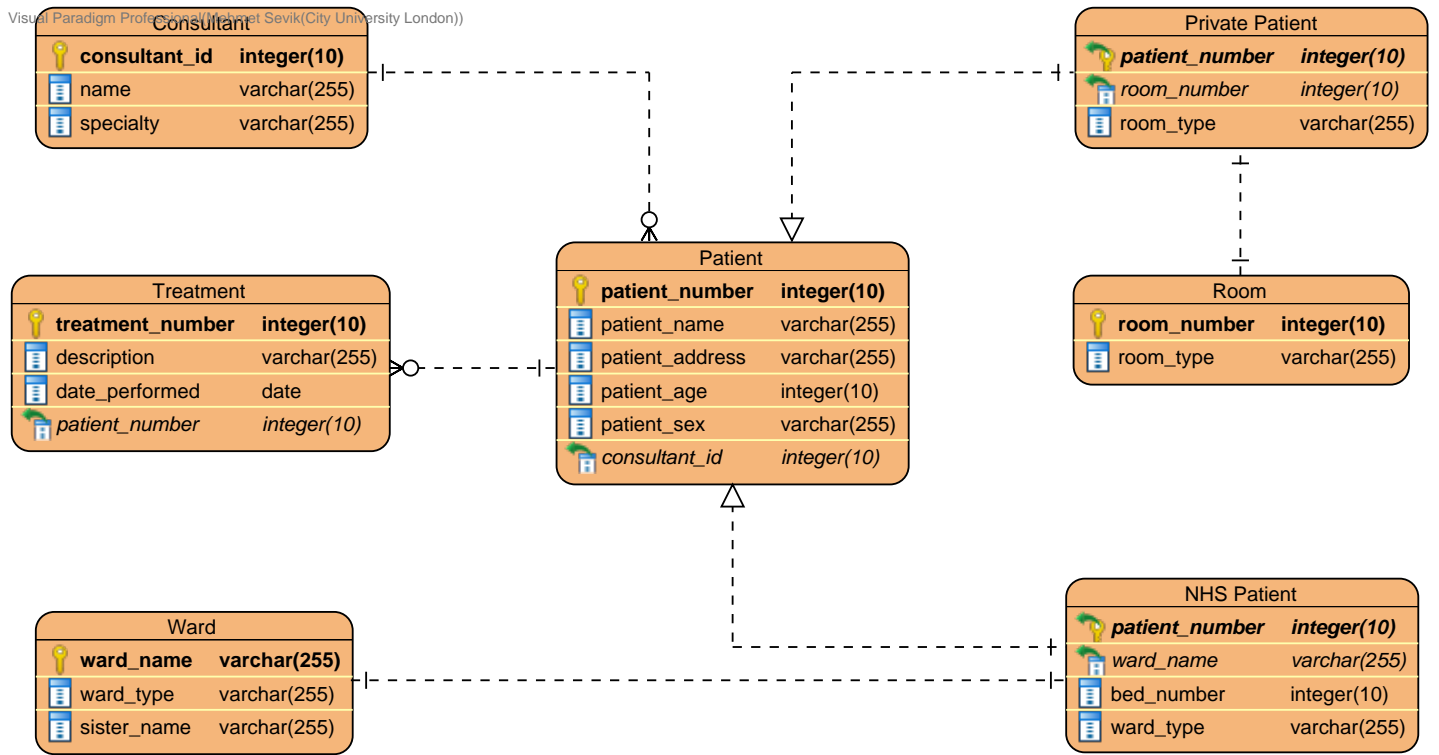 Visual Paradigm Professional(Mehmet Sevik(City University London))
Consultant
consultant_id integer(10)
name varchar(255)
specialty varchar(255)
Private Patient
patient_number integer(10)
room_number integer(10)
room_type varchar(255)
Patient
patient_number integer(10)
patient_name varchar(255)
patient_address varchar(255)
patient_age integer(10)
patient_sex varchar(255)
consultant_id integer(10)
Treatment
treatment_number integer(10)
description varchar(255)
date_performed date
patient_number integer(10)
Room
room_number integer(10)
room_type varchar(255)
Ward
ward_name varchar(255)
ward_type varchar(255)
sister_name varchar(255)
NHS Patient
patient_number integer(10)
ward_name varchar(255)
bed_number integer(10)
ward_type varchar(255)